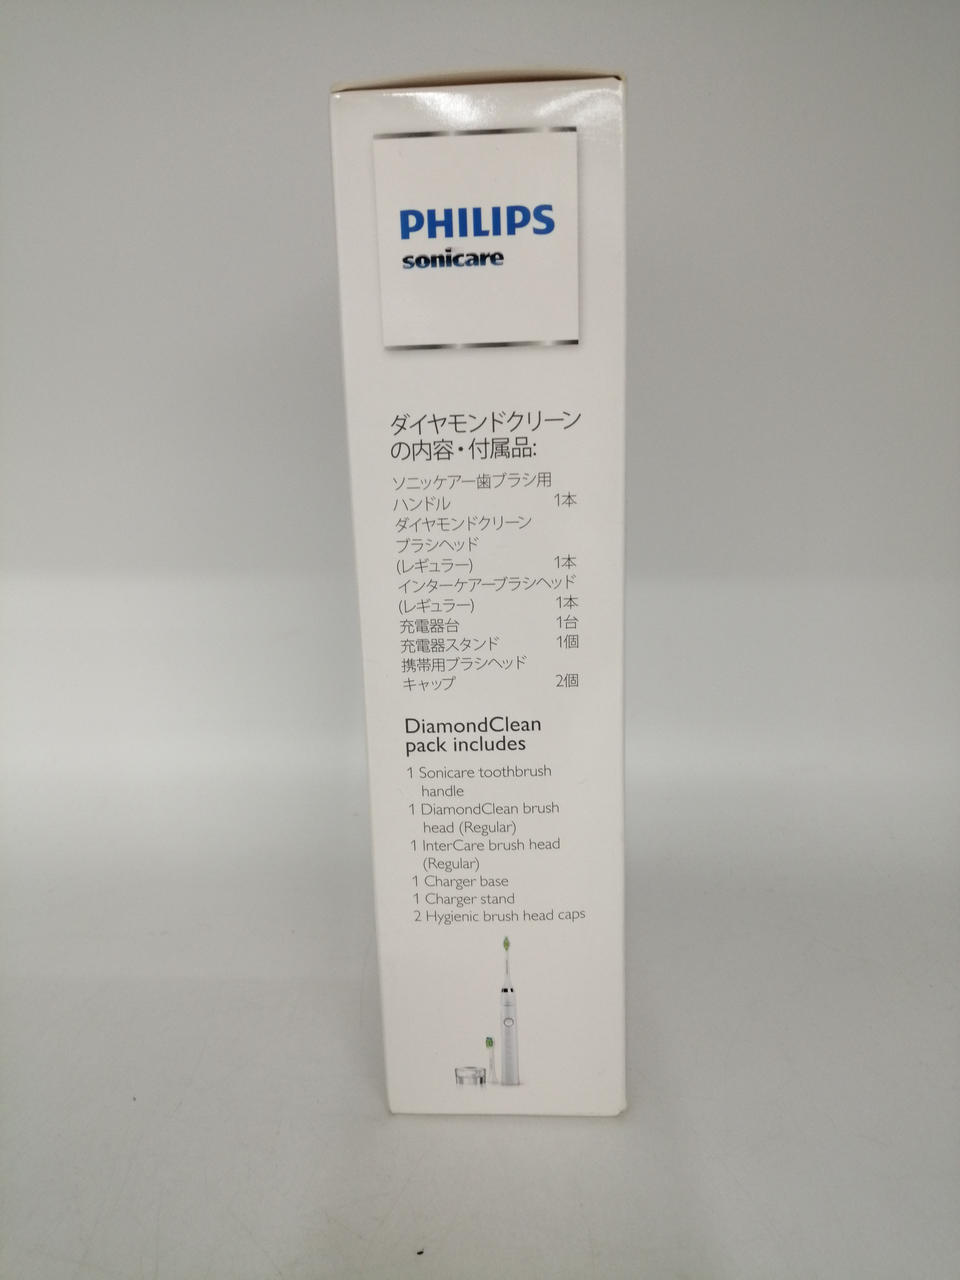 PHILIPS
sonicare
ダイヤモンドクリーン
の内容・付属品:
ソニッケアー歯ブラシ用
ハンドル 1本
ダイヤモンドクリーン
ブラシヘッド
(レギュラー) 1本
インターケアーブラシヘッド
(レギュラー) 1本
充電器台 1台
充電器スタンド 1個
携帯用ブラシヘッド
キャップ 2個
DiamondClean
pack includes
1 Sonicare toothbrush
handle
1 DiamondClean brush
head (Regular)
1 InterCare brush head
(Regular)
1 Charger base
1 Charger stand
2 Hygienic brush head caps